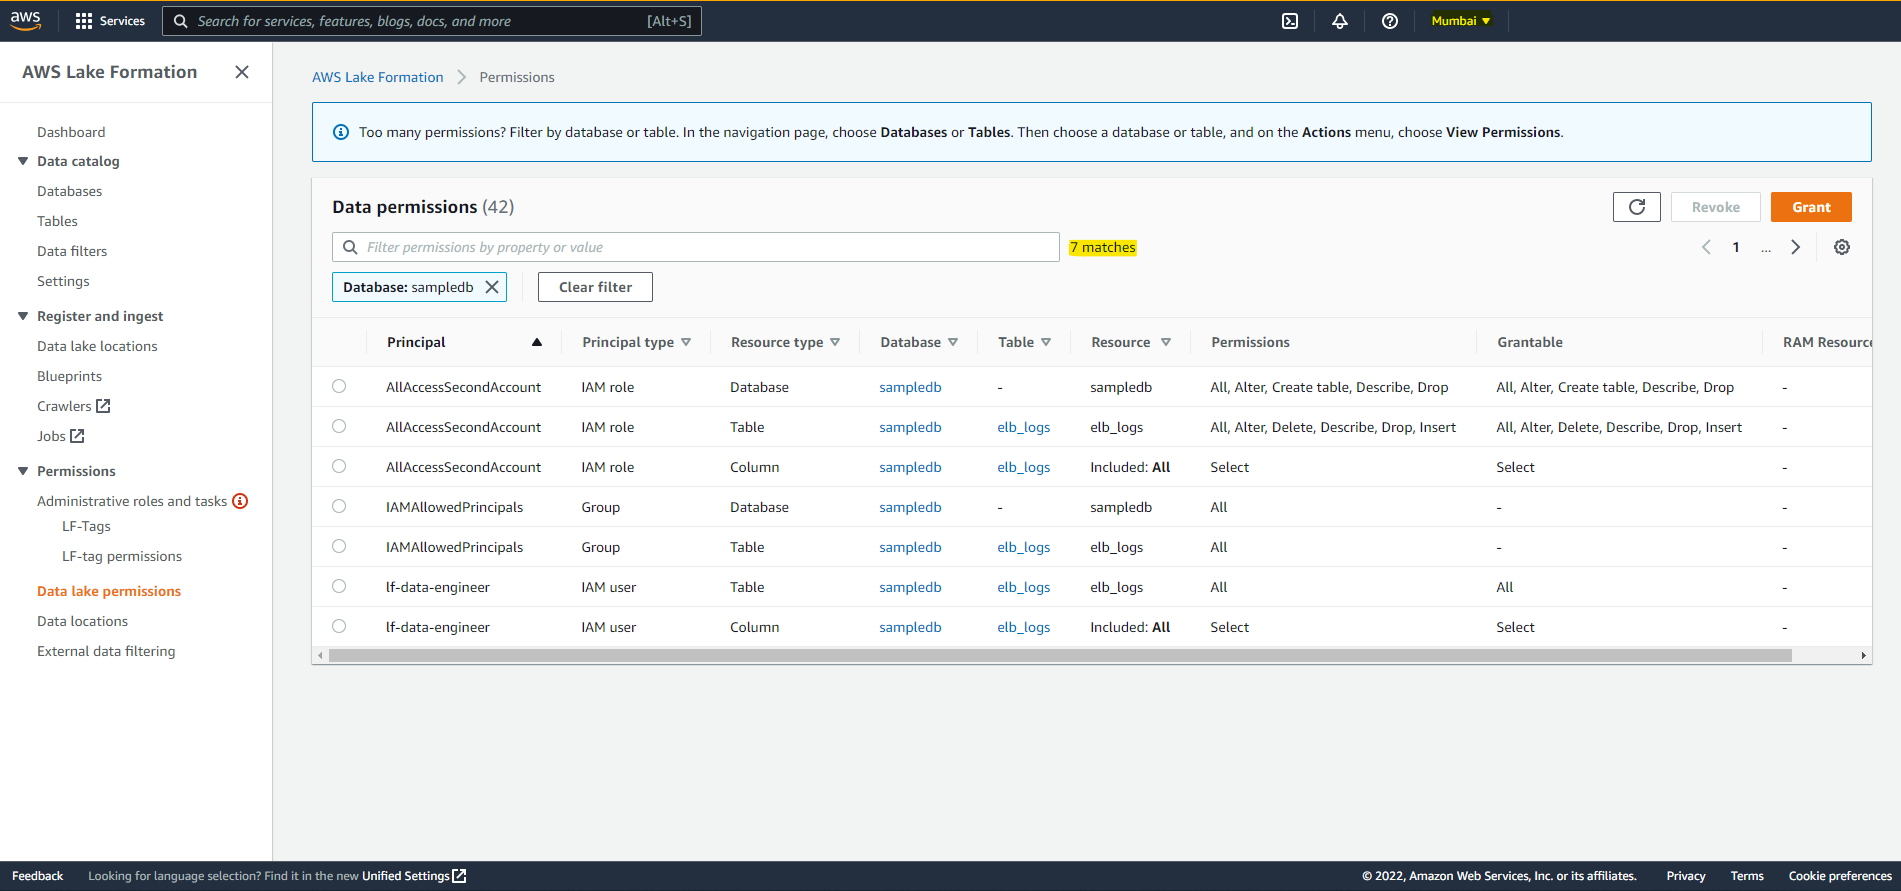 aws Services Search for services, features, blogs, docs, and more [Alt+S] Mumbai
AWS Lake Formation
Dashboard
Data catalog
Databases
Tables
Data filters
Settings
Register and ingest
Data lake locations
Blueprints
Crawlers
Jobs
Permissions
Administrative roles and tasks
LF-Tags
LF-tag permissions
Data lake permissions
Data locations
External data filtering
AWS Lake Formation Permissions
Too many permissions? Filter by database or table. In the navigation page, choose Databases or Tables. Then choose a database or table, and on the Actions menu, choose View Permissions.
Data permissions (42) Revoke Grant
Filter permissions by property or value 7 matches 1 ...
Database: sampledb Clear filter
Principal Principal type Resource type Database Table Resource Permissions Grantable RAM Resource
AllAccessSecondAccount IAM role Database sampledb - sampledb All, Alter, Create table, Describe, Drop All, Alter, Create table, Describe, Drop -
AllAccessSecondAccount IAM role Table sampledb elb_logs elb_logs All, Alter, Delete, Describe, Drop, Insert All, Alter, Delete, Describe, Drop, Insert -
AllAccessSecondAccount IAM role Column sampledb elb_logs Included: All Select Select -
IAMAllowedPrincipals Group Database sampledb - sampledb All - -
IAMAllowedPrincipals Group Table sampledb elb_logs elb_logs All - -
lf-data-engineer IAM user Table sampledb elb_logs elb_logs All All -
lf-data-engineer IAM user Column sampledb elb_logs Included: All Select Select -
Feedback Looking for language selection? Find it in the new Unified Settings © 2022, Amazon Web Services, Inc. or its affiliates. Privacy Terms Cookie preferences